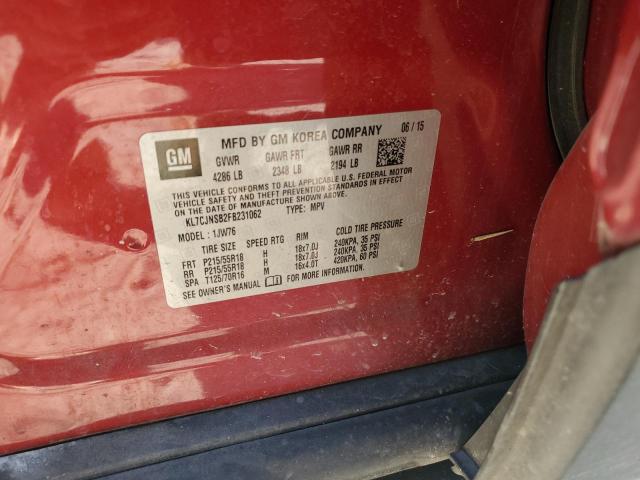 GM
MFD BY GM KOREA COMPANY 06/15
GVWR GAWR FRT GAWR RR
4286 LB 2348 LB 2194 LB
THIS VEHICLE CONFORMS TO ALL APPLICABLE U.S. FEDERAL MOTOR
VEHICLE SAFETY AND THEFT PREVENTION STANDARDS IN EFFECT ON THE
DATE OF MANUFACTURE SHOWN ABOVE.
KL7CJNSB2FB231062 TYPE: MPV
MODEL: 1JW76
TIRE SIZE SPEED RTG RIM COLD TIRE PRESSURE
FRT P215/55R18 H 18x7.0J 240KPA, 35 PSI
RR P215/55R18 H 18x7.0J 240KPA, 35 PSI
SPA T125/70R16 M 16x4.0T 420KPA, 60 PSI
SEE OWNER'S MANUAL FOR MORE INFORMATION